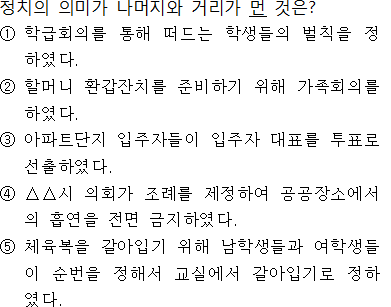 정치의 의미가 나머지와 거리가 먼 것은?
① 학급회의를 통해 떠드는 학생들의 벌칙을 정
하였다.
② 할머니 환갑잔치를 준비하기 위해 가족회의를
하였다.
③ 아파트단지 입주자들이 입주자 대표를 투표로
선출하였다.
④ △△시 의회가 조례를 제정하여 공공장소에서
의 흡연을 전면 금지하였다.
⑤ 체육복을 갈아입기 위해 남학생들과 여학생들
이 순번을 정해서 교실에서 갈아입기로 정하
였다.